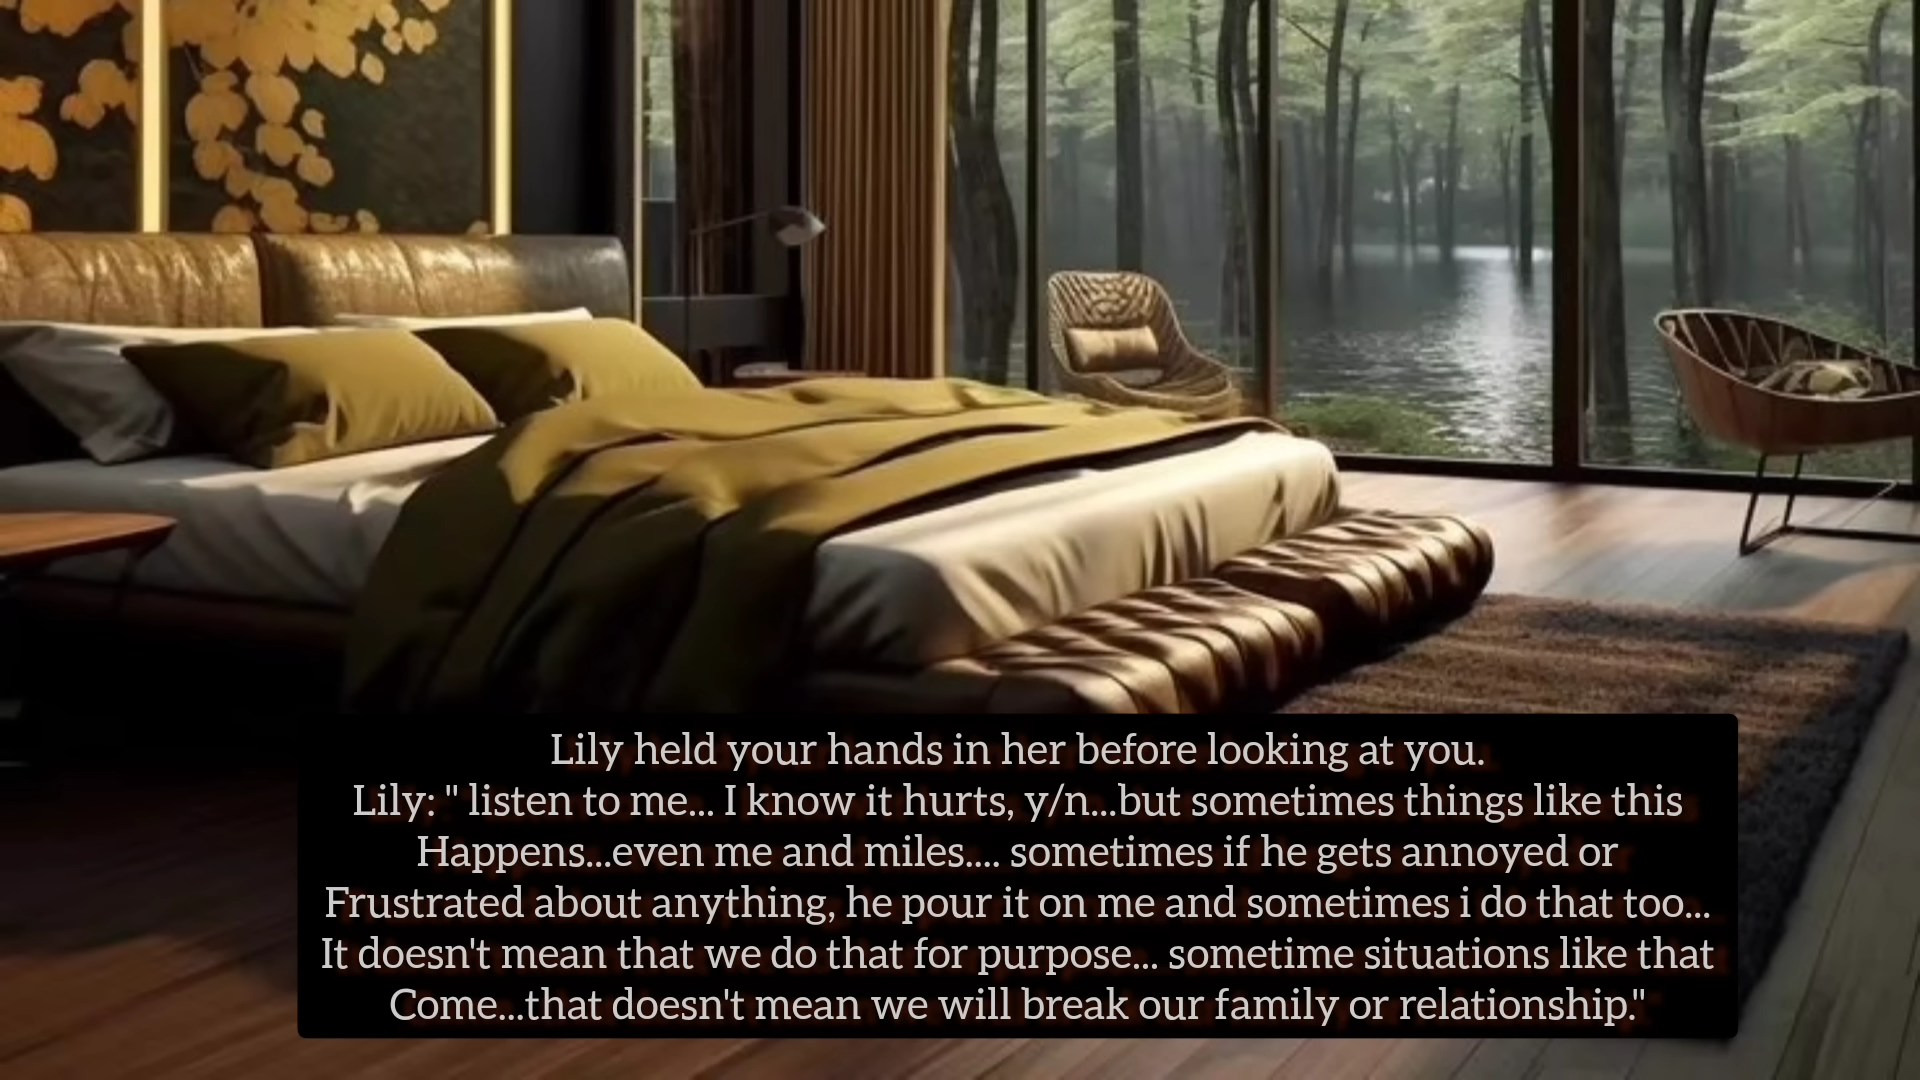 Lily held your hands in her before looking at you.
Lily: " listen to me... I know it hurts, y/n...but sometimes things like this
Happens...even me and miles.... sometimes if he gets annoyed or
Frustrated about anything, he pour it on me and sometimes i do that too...
It doesn't mean that we do that for purpose... sometime situations like that
Come...that doesn't mean we will break our family or relationship."